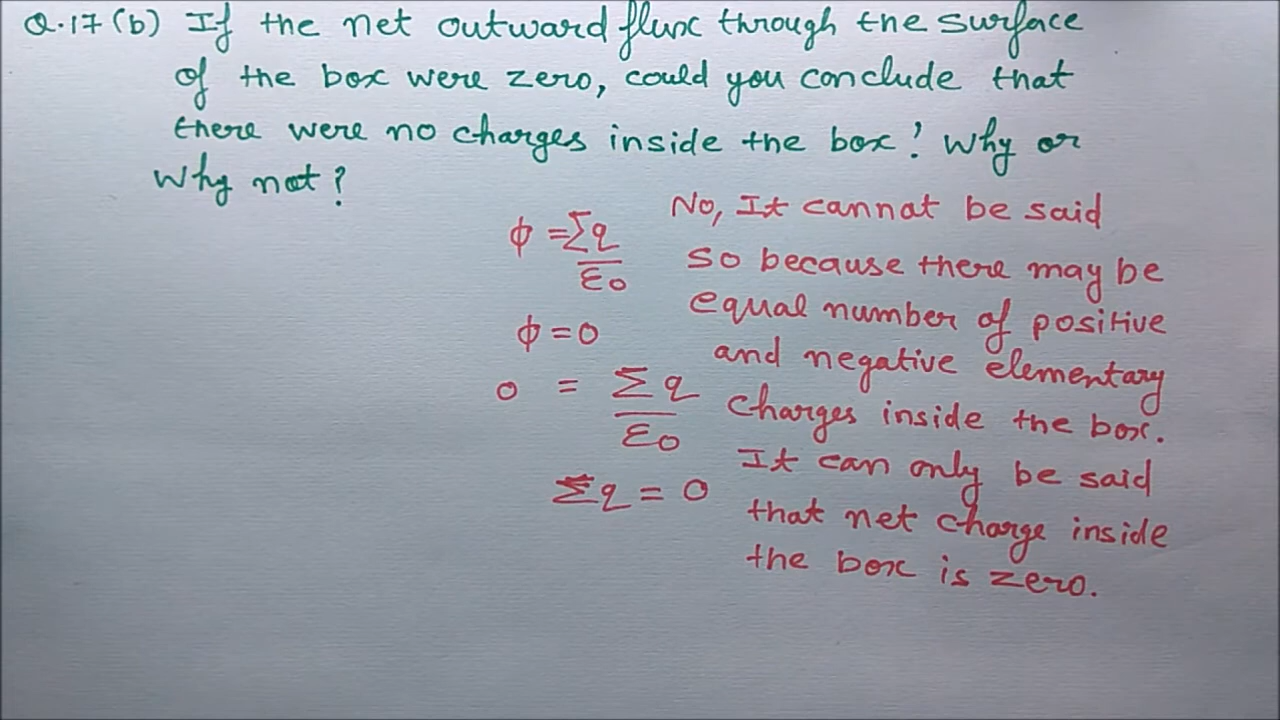 Q.17 (b) If the net outward flux through the surface
of the box were zero, could you conclude that
there were no charges inside the box! Why or
Why not?
No, It cannot be said
so because there may be
equal number of positive
and negative elementary
charges inside the box.
It can only be said
that net charge inside
the box is zero.
ϕ = Σq / ε₀
ϕ = 0
0 = Σq / ε₀
Σq = 0